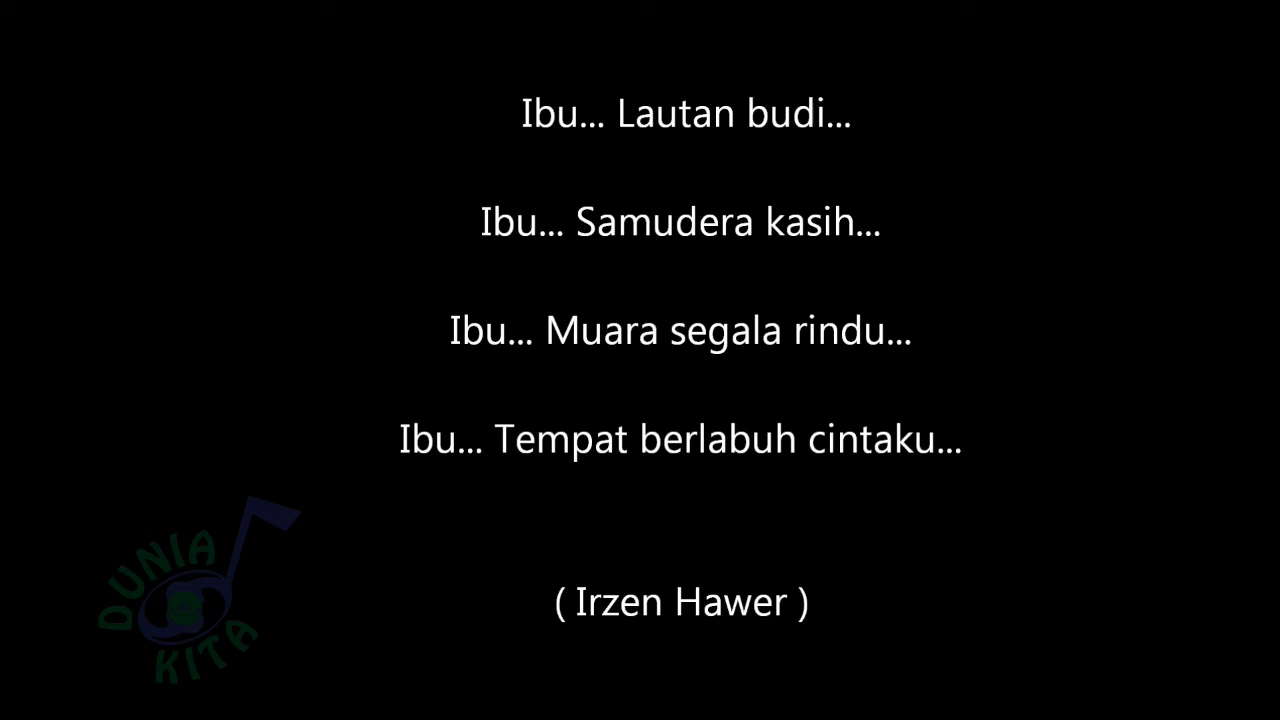 Ibu... Lautan budi...
Ibu... Samudera kasih...
Ibu... Muara segala rindu...
Ibu... Tempat berlabuh cintaku...
( Irzen Hawer )
DUNIA
KITA